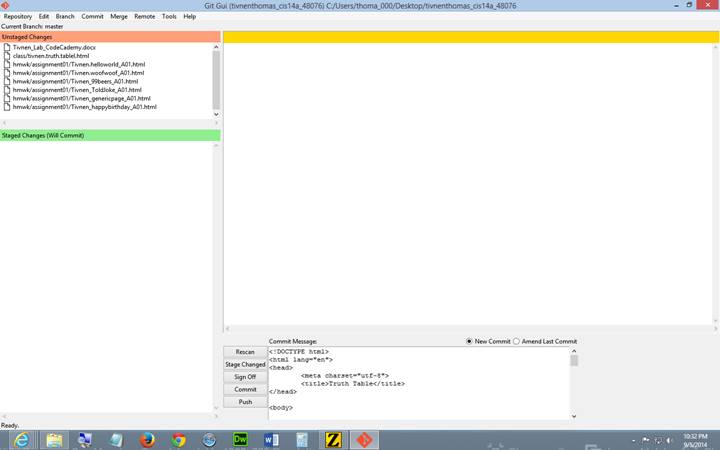 Git Gui (tivnenthomas_cis14a_48076) C:/Users/thoma_000/Desktop/tivnenthomas_cis14a_48076
Repository Edit Branch Commit Merge Remote Tools Help
Current Branch: master
Unstaged Changes
Tivnen_Lab_CodeCademy.docx
class/tivnen.truth.tablel.html
hmwk/assignment01/Tivnen.helloworld_A01.html
hmwk/assignment01/Tivnen.woofwoof_A01.html
hmwk/assignment01/Tivnen_99beers_A01.html
hmwk/assignment01/Tivnen_ToldJoke_A01.html
hmwk/assignment01/Tivnen_genericpage_A01.html
hmwk/assignment01/Tivnen_happybirthday_A01.html
Staged Changes (Will Commit)
Commit Message:
New Commit
Amend Last Commit
Rescan
Stage Changed
Sign Off
Commit
Push
<!DOCTYPE html>
<html lang="en">
<head>
<meta charset="utf-8">
<title>Truth Table</title>
</head>
<body>
Ready.
Dw
10:32 PM
9/5/2014